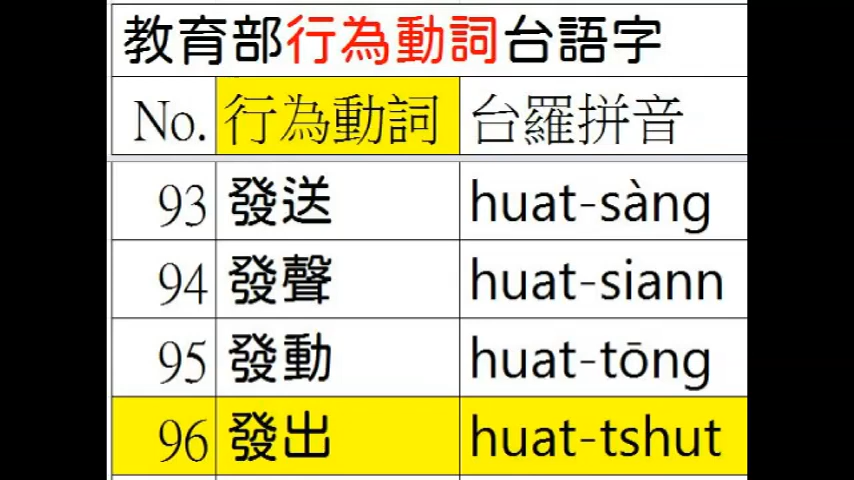 教育部行為動詞台語字
No. 行為動詞 台羅拼音
93 發送 huat-sàng
94 發聲 huat-siann
95 發動 huat-tōng
96 發出 huat-tshut